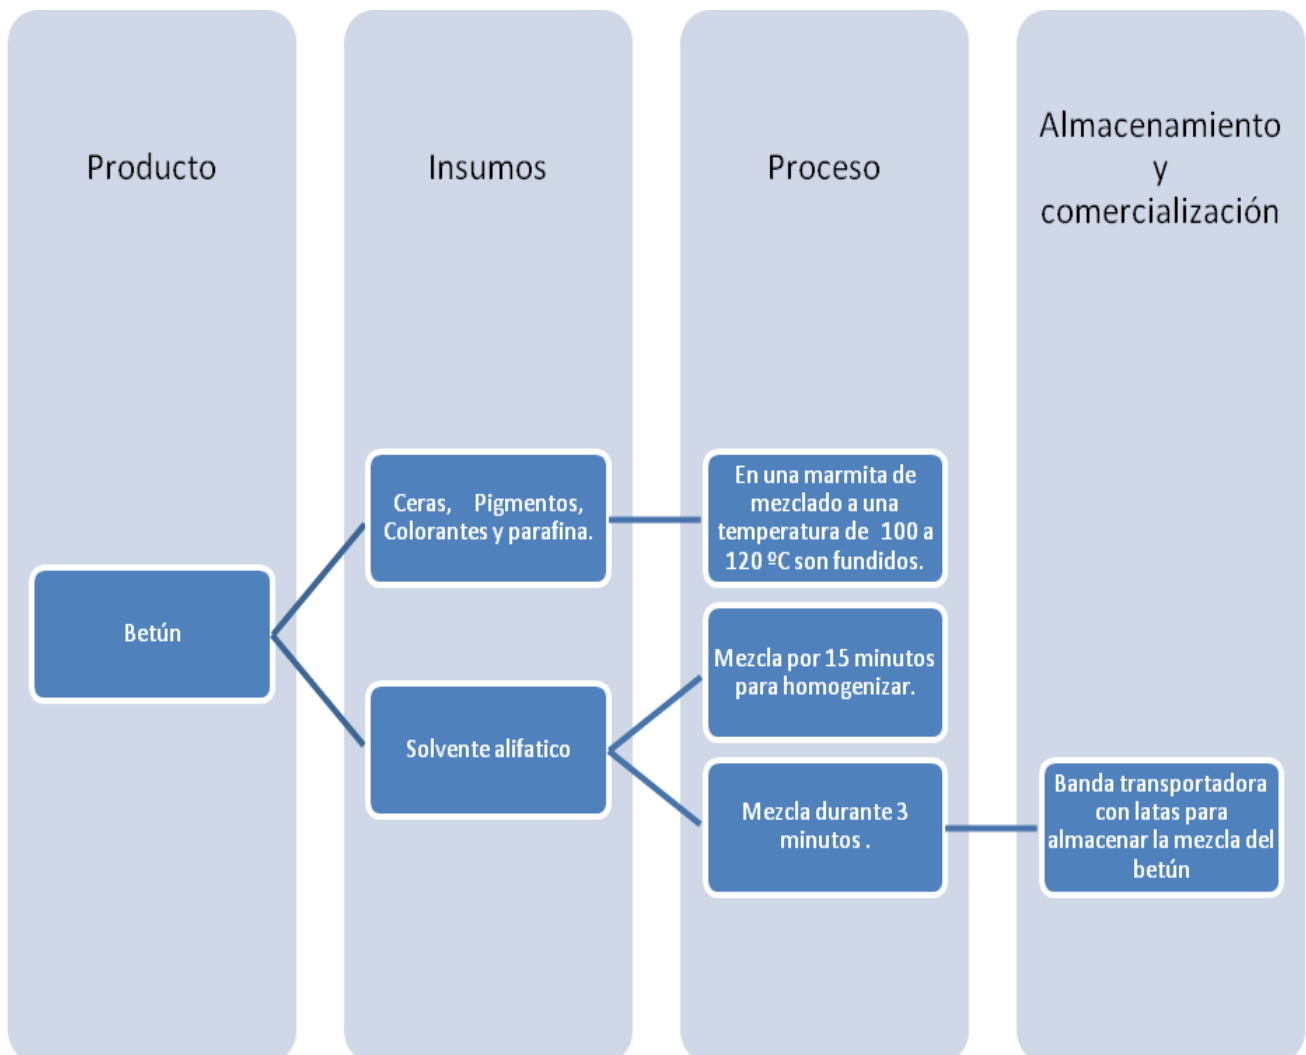 Producto
Insumos
Proceso
Almacenamiento
y
comercialización
Betún
Ceras, Pigmentos,
Colorantes y parafina.
Solvente alifatico
En una marmita de
mezclado a una
temperatura de 100 a
120 ºC son fundidos.
Mezcla por 15 minutos
para homogenizar.
Mezcla durante 3
minutos .
Banda transportadora
con latas para
almacenar la mezcla del
betún